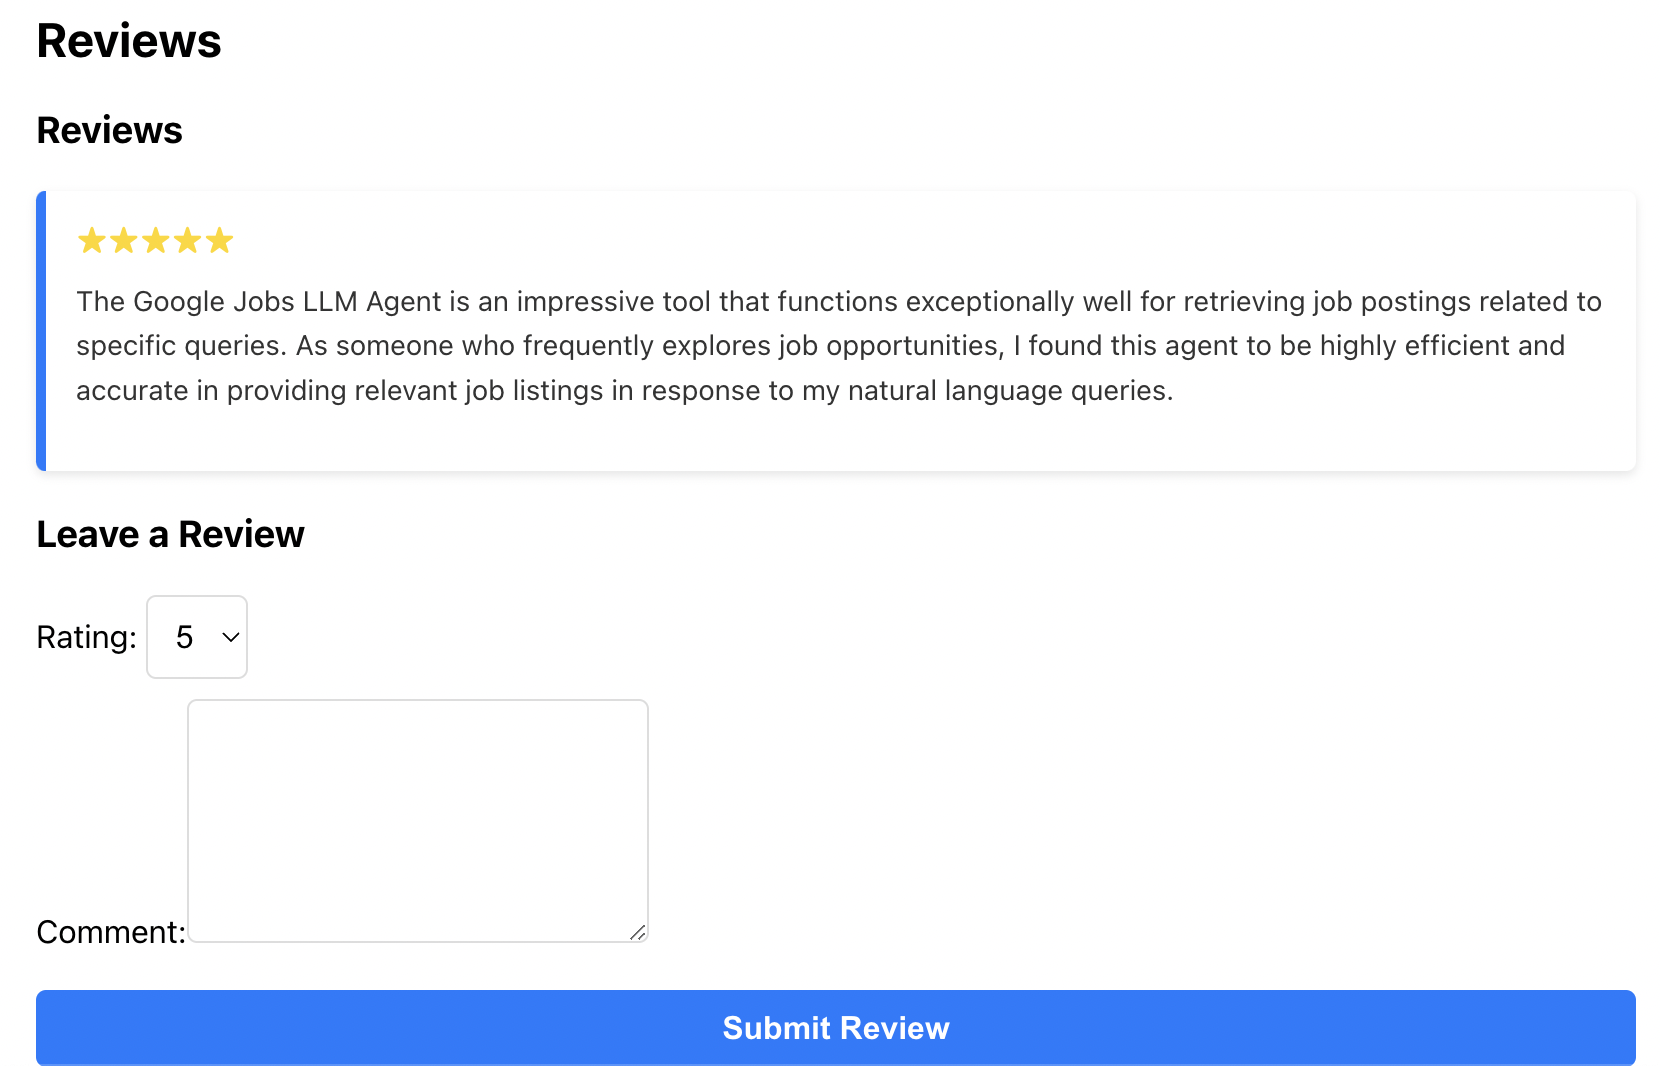 Reviews
Reviews
The Google Jobs LLM Agent is an impressive tool that functions exceptionally well for retrieving job postings related to
specific queries. As someone who frequently explores job opportunities, I found this agent to be highly efficient and
accurate in providing relevant job listings in response to my natural language queries.
Leave a Review
Rating: 5
Comment:
Submit Review